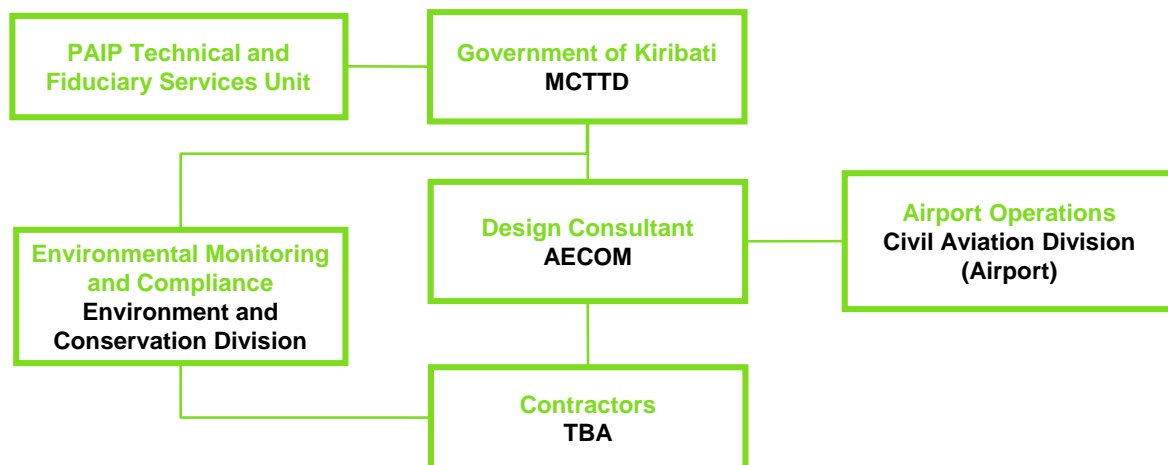 PAIP Technical and
Fiduciary Services Unit
Government of Kiribati
MCTTD
Design Consultant
AECOM
Airport Operations
Civil Aviation Division
(Airport)
Environmental Monitoring
and Compliance
Environment and
Conservation Division
Contractors
TBA